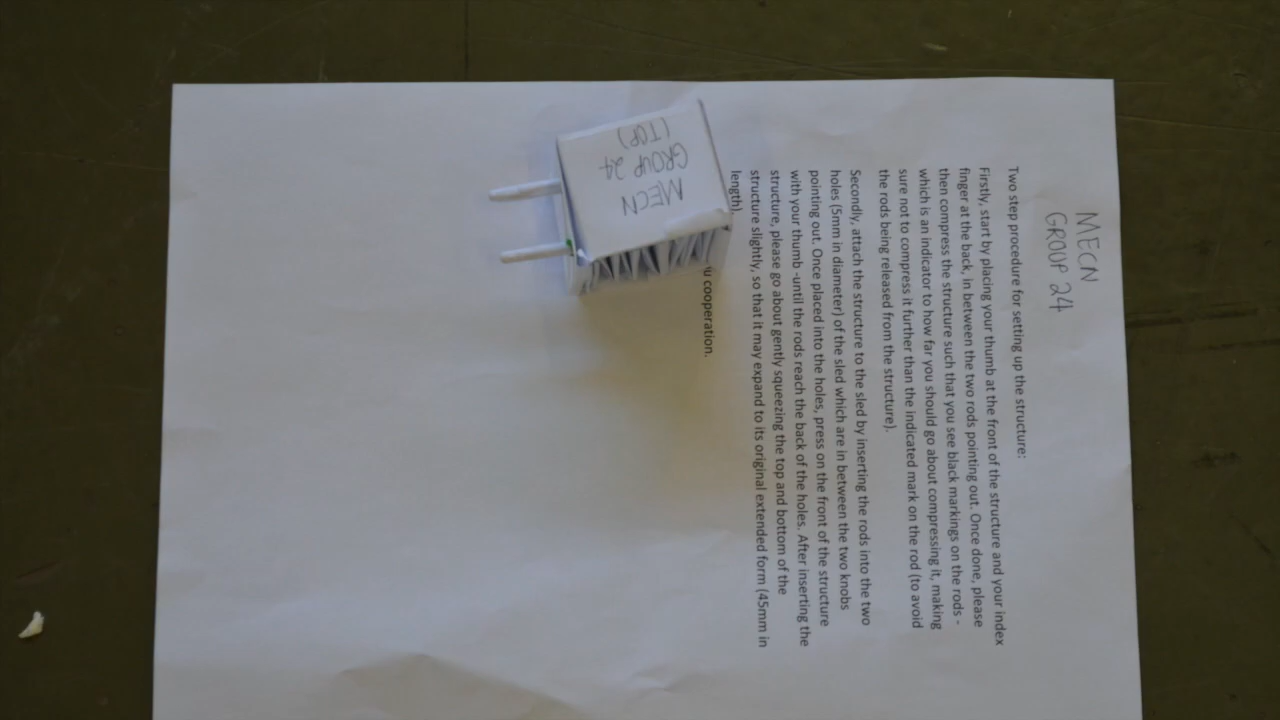 MECN
GROUP 24
Two step procedure for setting up the structure:
Firstly, start by placing your thumb at the front of the structure and your index
finger at the back, in between the two rods pointing out. Once done, please
then compress the structure such that you see black markings on the rods -
which is an indicator to how far you should go about compressing it, making
sure not to compress it further than the indicated mark on the rod (to avoid
the rods being released from the structure).
Secondly, attach the structure to the sled by inserting the rods into the two
holes (5mm in diameter) of the sled which are in between the two knobs
pointing out. Once placed into the holes, press on the front of the structure
with your thumb -until the rods reach the back of the holes. After inserting the
structure, please go about gently squeezing the top and bottom of the
structure slightly, so that it may expand to its original extended form (45mm in
length).
cooperation.
MECN
GROUP 24
(TOP)